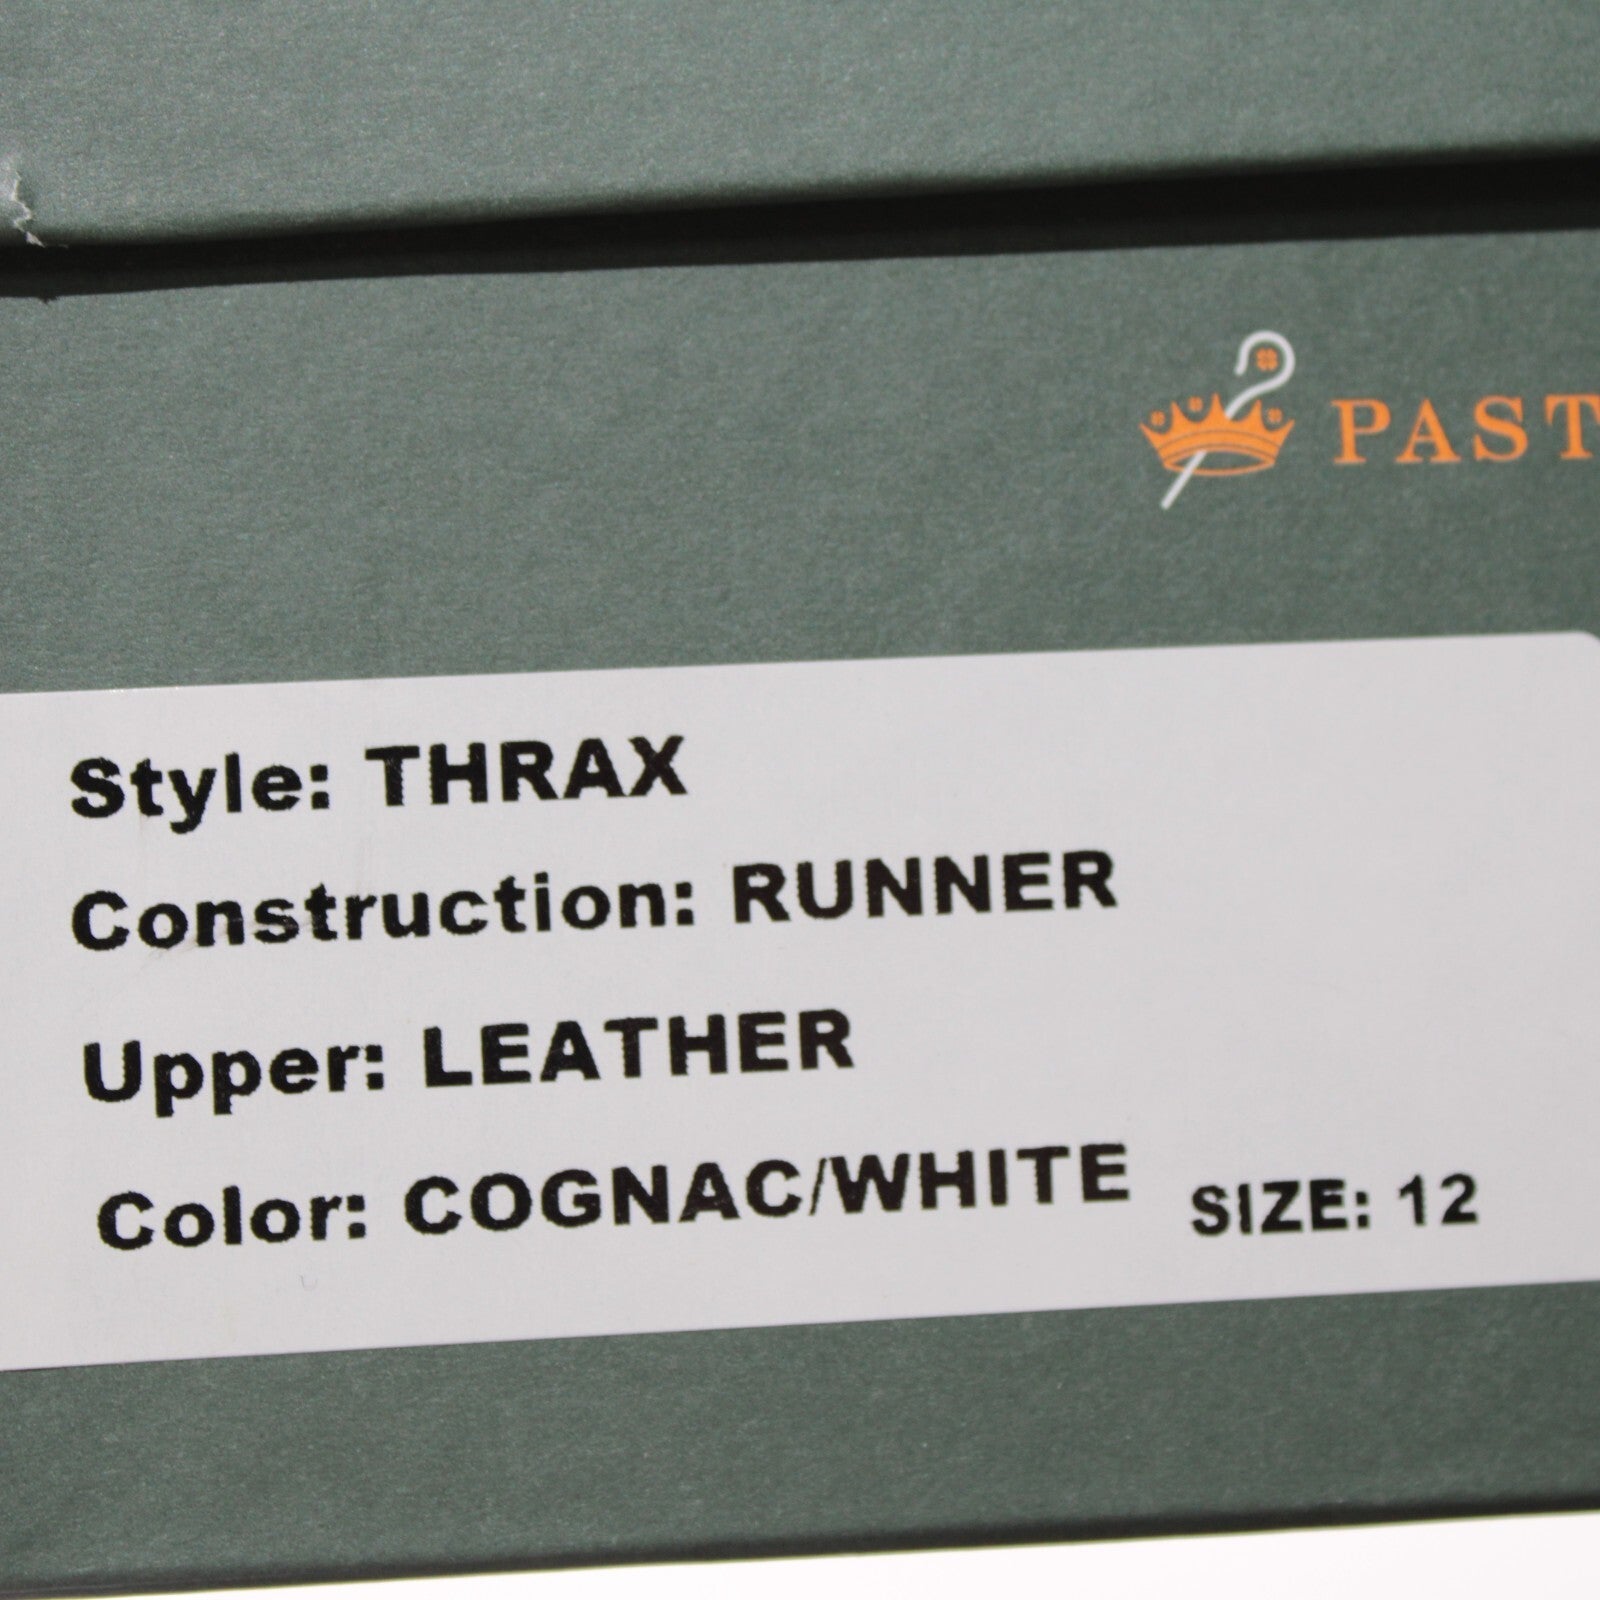 PAST
Style: THRAX
Construction: RUNNER
Upper: LEATHER
Color: COGNAC/WHITE SIZE: 12